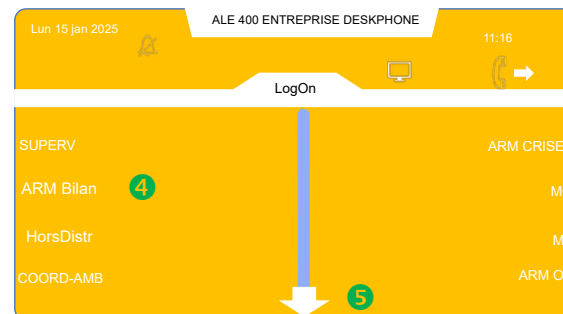 ALE 400 ENTREPRISE DESKPHONE
Lun 15 jan 2025
11:16
LogOn
SUPERV
ARM CRISE
ARM Bilan
4
M
HorsDistr
M
COORD-AMB
ARM O
5